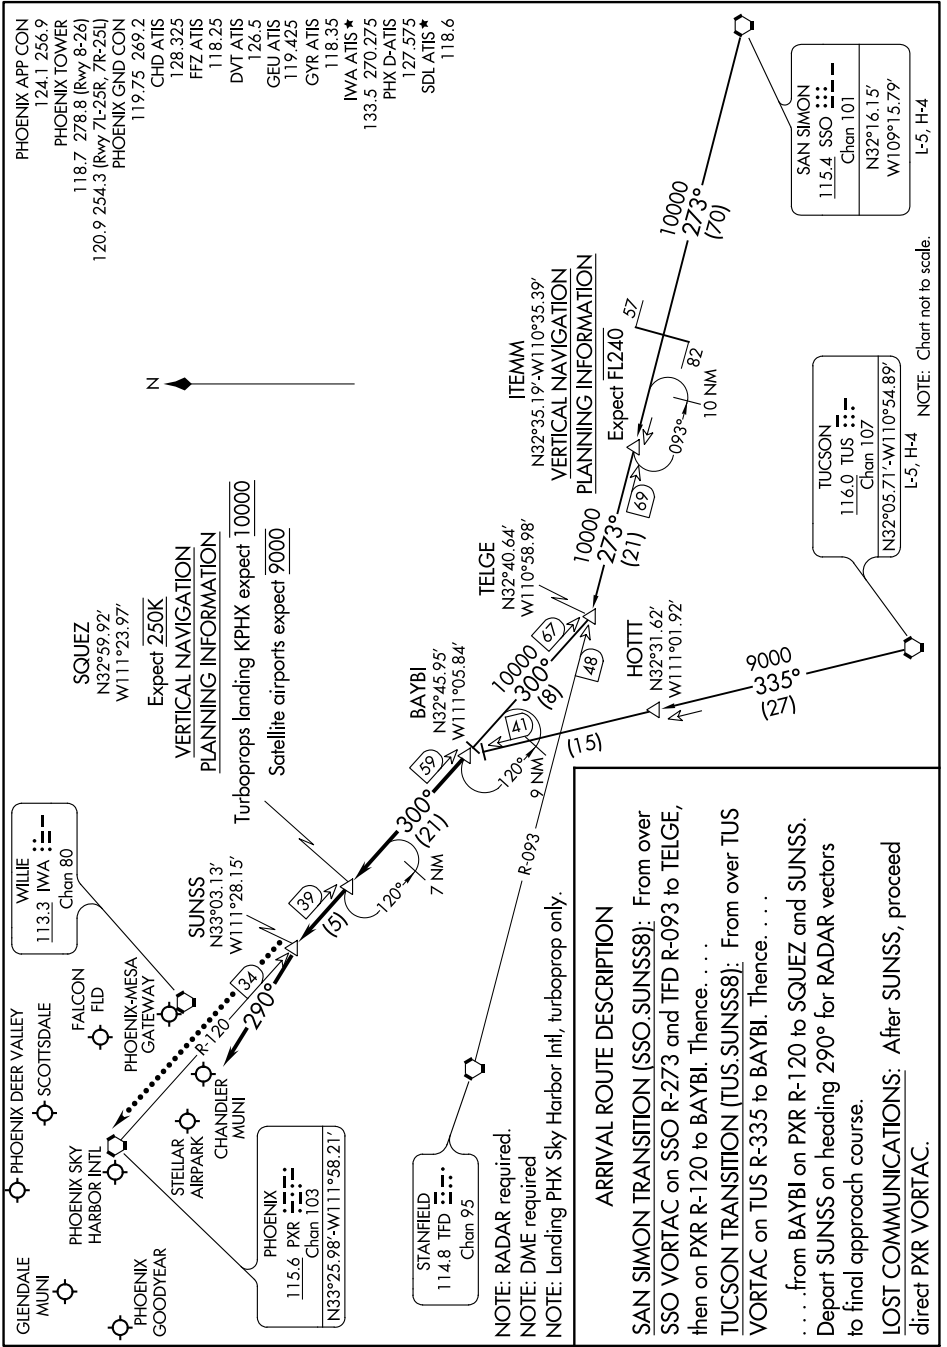 PHOENIX APP CON
124.1 256.9
PHOENIX TOWER
118.7 278.8 (Rwy 8-26)
120.9 254.3 (Rwy 7L-25R, 7R-25L)
PHOENIX GND CON
119.75 269.2
CHD ATIS
128.325
FFZ ATIS
118.25
DVT ATIS
126.5
GEU ATIS
119.425
GYR ATIS
118.35
IWA ATIS★
133.5 270.275
PHX D-ATIS
127.575
SDL ATIS★
118.6
GLENDALE
MUNI
PHOENIX DEER VALLEY
SCOTTSDALE
PHOENIX
GOODYEAR
PHOENIX SKY
HARBOR INTL
FALCON
FLD
PHOENIX-MESA
GATEWAY
STELLAR
AIRPARK
CHANDLER
MUNI
WILLIE
113.3 IWA
Chan 80
PHOENIX
115.6 PXR
Chan 103
N33°25.98'-W111°58.21'
STANFIELD
114.8 TFD
Chan 95
R-120
34
290°
SUNSS
N33°03.13'
W111°28.15'
39
(5)
SQUEZ
N32°59.92'
W111°23.97'
Expect 250K
VERTICAL NAVIGATION
PLANNING INFORMATION
Turboprops landing KPHX expect 10000
Satellite airports expect 9000
N
120°
7 NM
300°
(21)
59
BAYBI
N32°45.95'
W111°05.84'
120°
9 NM
41
10000
300°
(8)
67
TELGE
N32°40.64'
W110°58.98'
R-093
48
(15)
HOTTT
N32°31.62'
W111°01.92'
9000
335°
(27)
TUCSON
116.0 TUS
Chan 107
N32°05.71'-W110°54.89'
L-5, H-4
10000
273°
(21)
69
ITEMM
N32°35.19'-W110°35.39'
VERTICAL NAVIGATION
PLANNING INFORMATION
Expect FL240
093°
10 NM
57
82
10000
273°
(70)
SAN SIMON
115.4 SSO
Chan 101
N32°16.15'
W109°15.79'
L-5, H-4
NOTE: Chart not to scale.
NOTE: RADAR required.
NOTE: DME required
NOTE: Landing PHX Sky Harbor Intl, turboprop only.
ARRIVAL ROUTE DESCRIPTION
SAN SIMON TRANSITION (SSO.SUNSS8): From over
SSO VORTAC on SSO R-273 and TFD R-093 to TELGE,
then on PXR R-120 to BAYBI. Thence. . . .
TUCSON TRANSITION (TUS.SUNSS8): From over TUS
VORTAC on TUS R-335 to BAYBI. Thence. . . . .
. . . .from BAYBI on PXR R-120 to SQUEZ and SUNSS.
Depart SUNSS on heading 290° for RADAR vectors
to final approach course.
LOST COMMUNICATIONS: After SUNSS, proceed
direct PXR VORTAC.